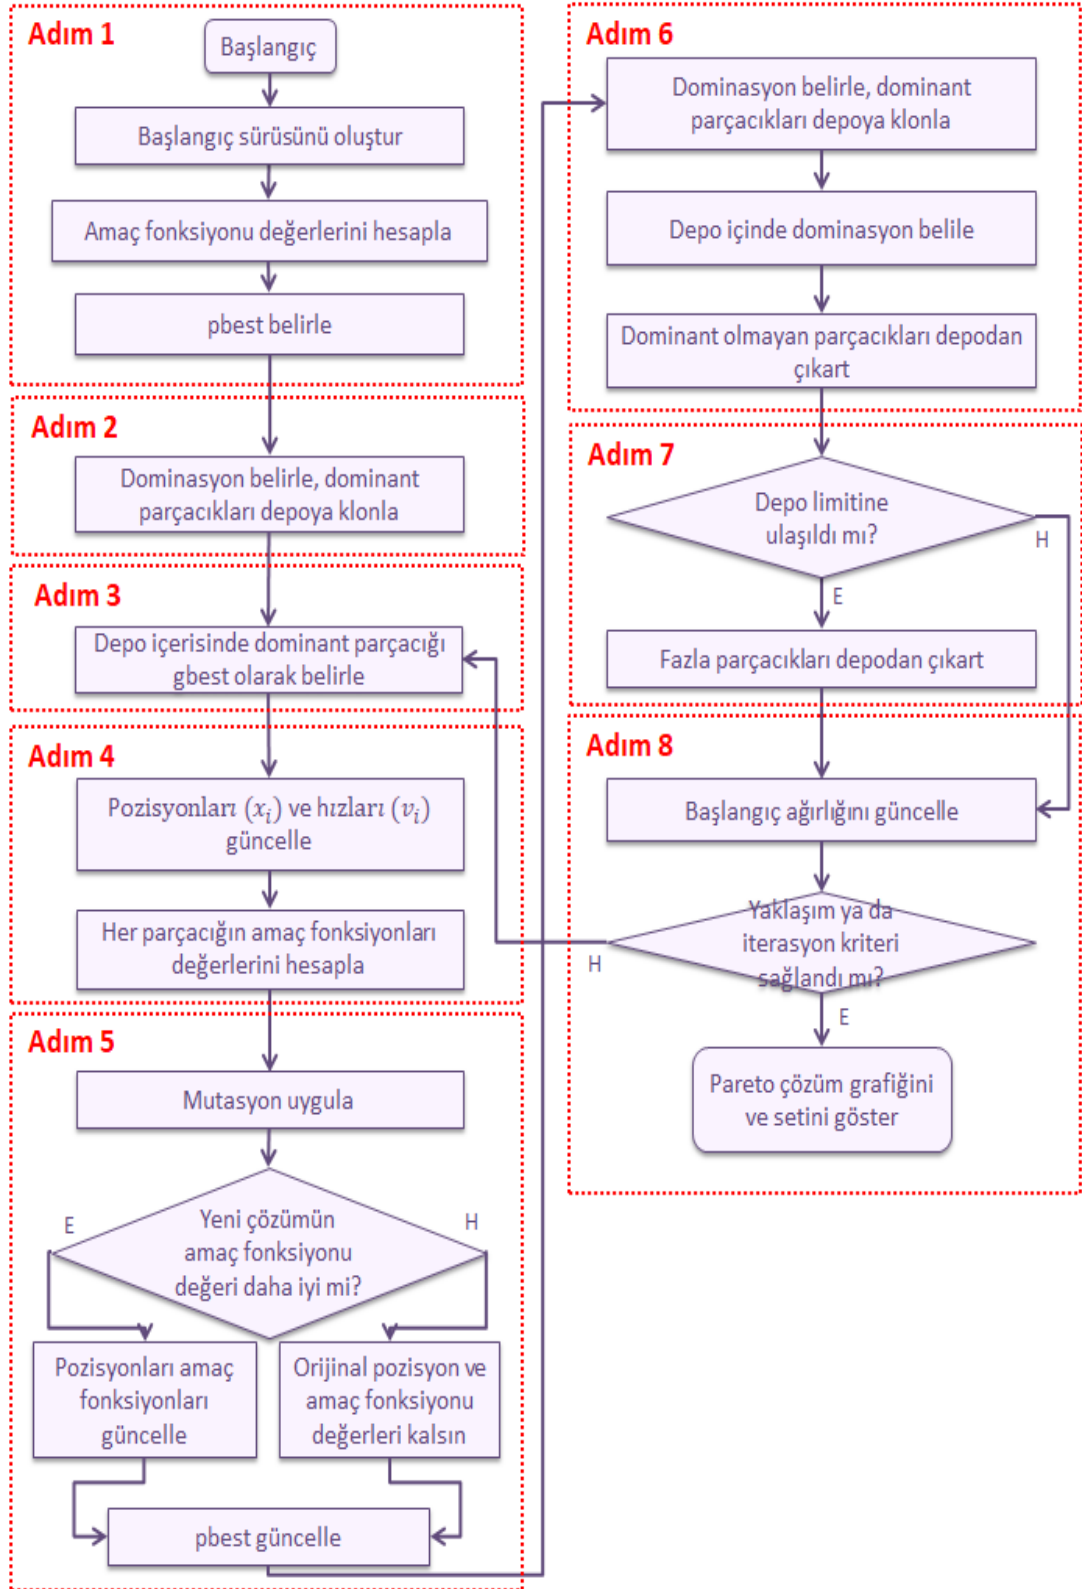 Adım 1
Başlangıç
Başlangıç sürüsünü oluştur
Amaç fonksiyonu değerlerini hesapla
pbest belirle
Adım 2
Dominasyon belirle, dominant
parçacıkları depoya klonla
Adım 3
Depo içerisinde dominant parçacığı
gbest olarak belirle
Adım 4
Pozisyonları (x_i) ve hızları (v_i)
güncelle
Her parçacığın amaç fonksiyonları
değerlerini hesapla
Adım 5
Mutasyon uygula
Yeni çözümün
amaç fonksiyonu
değeri daha iyi mi?
E
H
Pozisyonları amaç
fonksiyonları
güncelle
Orijinal pozisyon ve
amaç fonksiyonu
değerleri kalsın
pbest güncelle
Adım 6
Dominasyon belirle, dominant
parçacıkları depoya klonla
Depo içinde dominasyon belile
Dominant olmayan parçacıkları depodan
çıkart
Adım 7
Depo limitine
ulaşıldı mı?
H
E
Fazla parçacıkları depodan çıkart
Adım 8
Başlangıç ağırlığını güncelle
Yaklaşım ya da
iterasyon kriteri
sağlandı mı?
H
E
Pareto çözüm grafiğini
ve setini göster